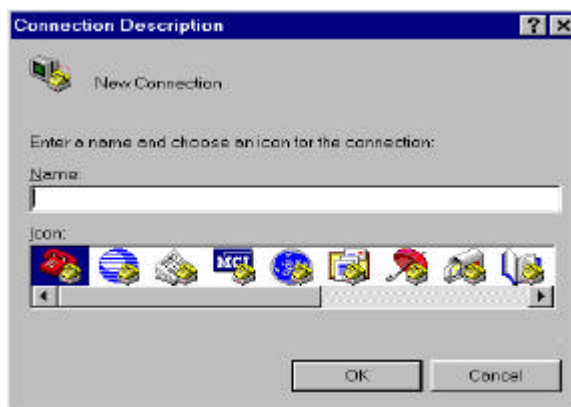 Connection Description
New Connection
Enter a name and choose an icon for the connection:
Name:
Icon:
MCI
OK
Cancel